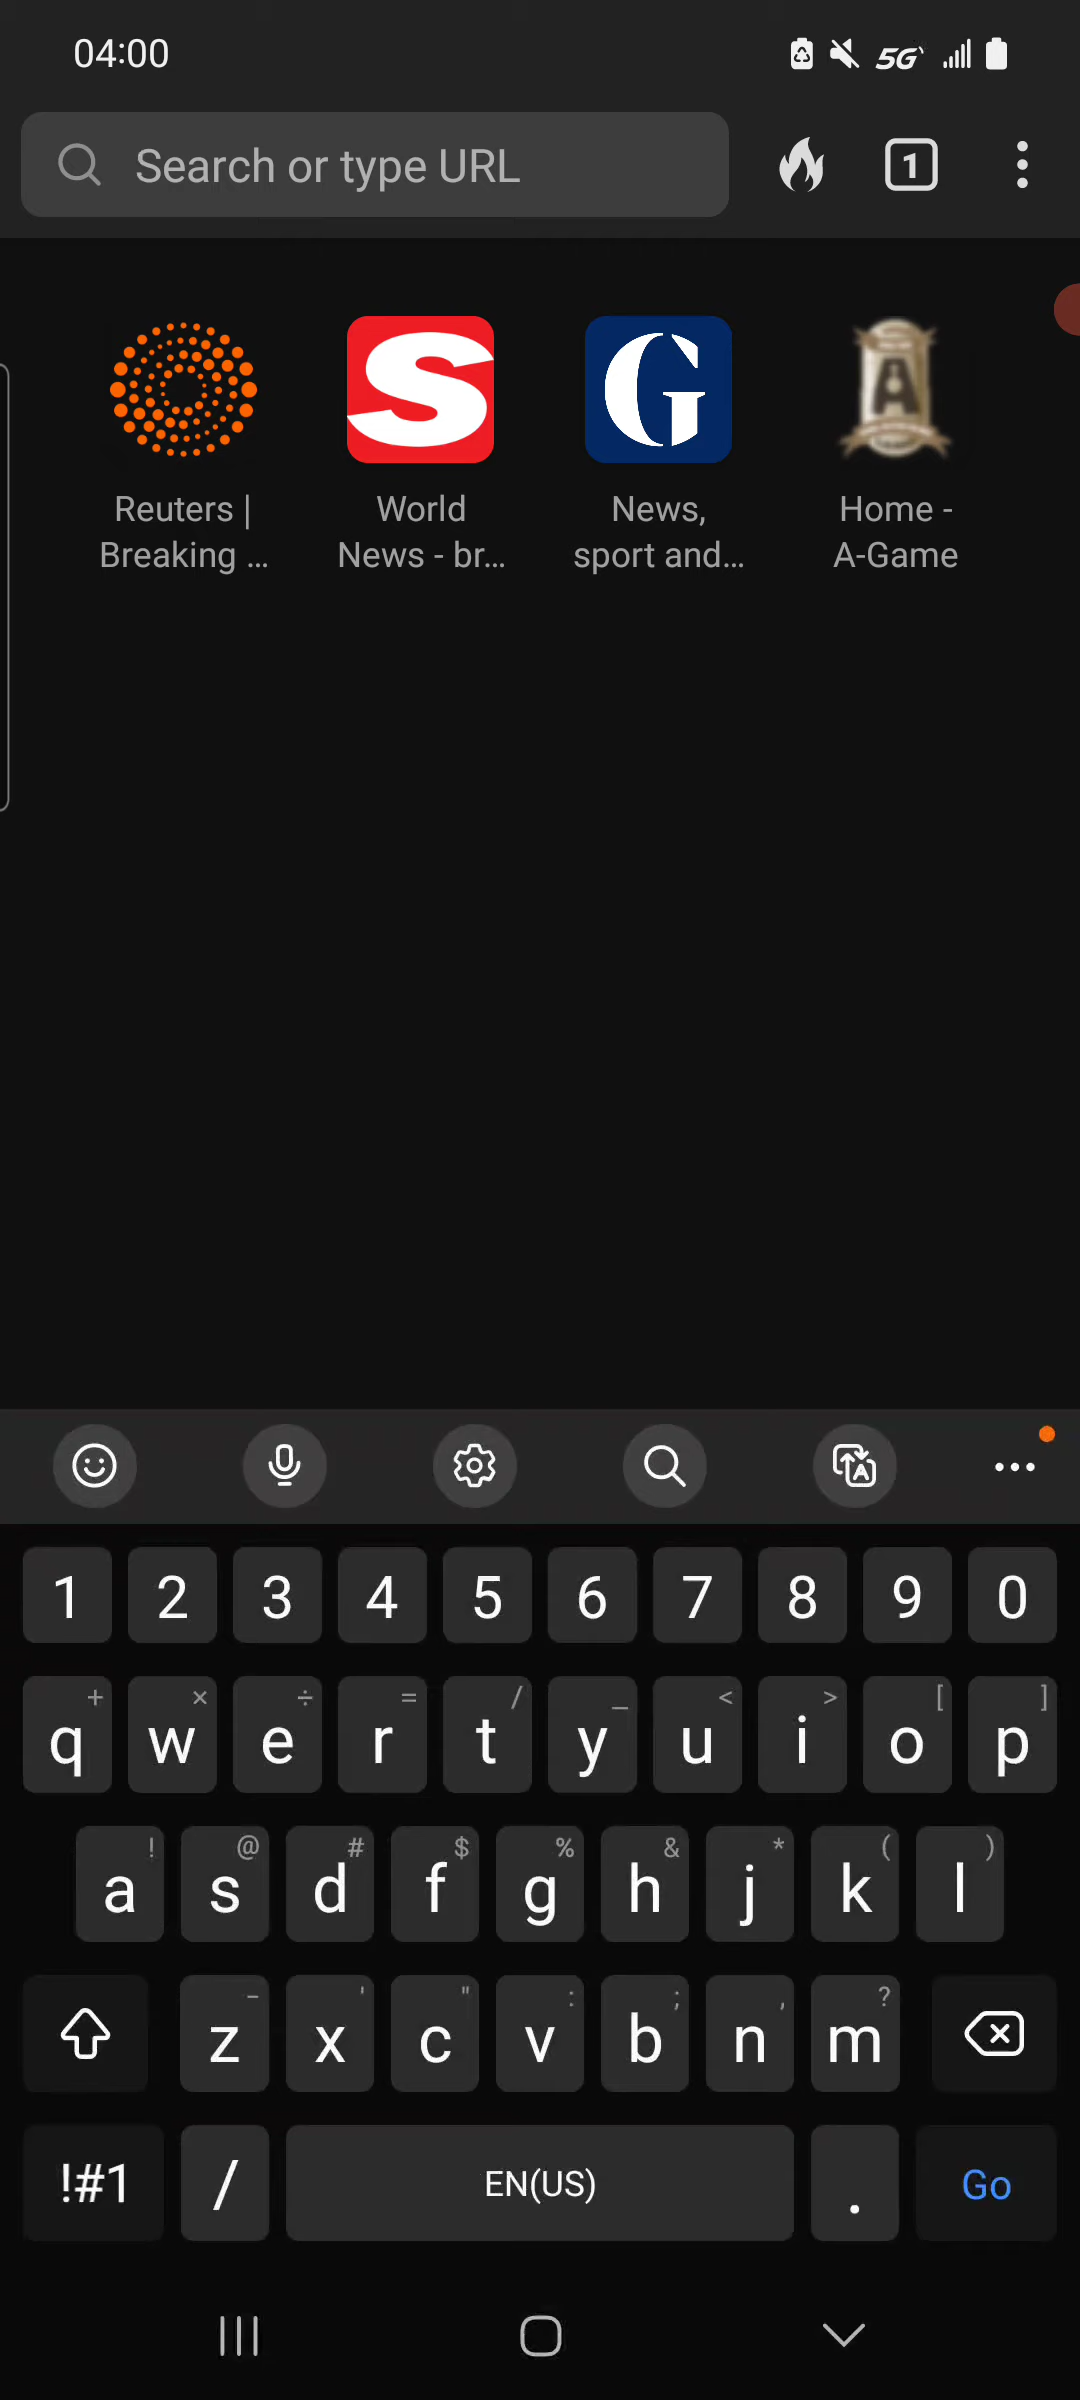 04:00
5G
Search or type URL
1
S
G
A
Reuters |
Breaking ...
World
News - br...
News,
sport and...
Home -
A-Game
1 2 3 4 5 6 7 8 9 0
+ × ÷ = / _ < > [ ]
q w e r t y u i o p
! @ # $ % & * ( )
a s d f g h j k l
- ' " : ; , ?
z x c v b n m
!#1 / EN(US) . Go